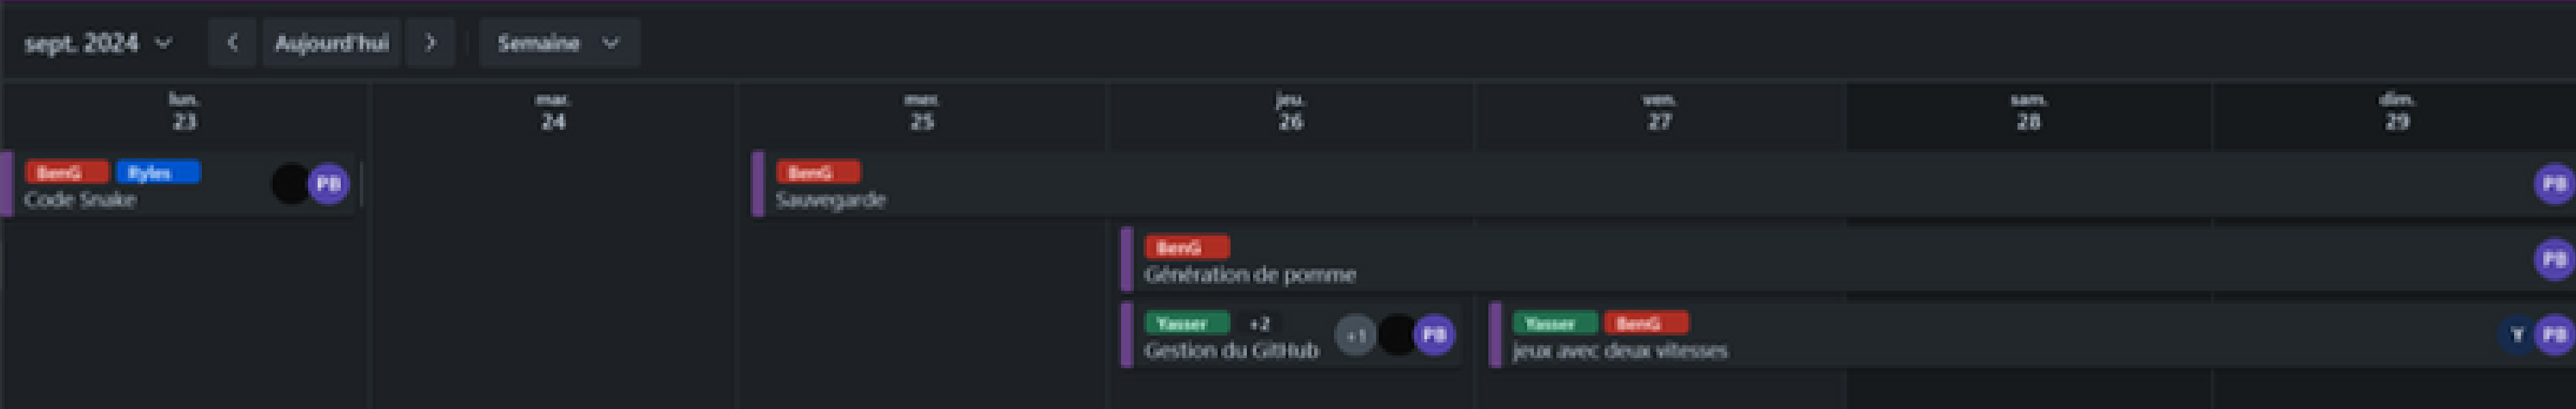 sept. 2024 Aujourd'hui Semaine
lun. mar. mer. jeu. ven. sam. dim.
23 24 25 26 27 28 29
BenG Ryles PB BenG PB
Code Snake Sauvegarde
BenG PB
Génération de pomme
Yasser +2 +1 PB Yasser BenG Y PB
Gestion du GitHub jeux avec deux vitesses